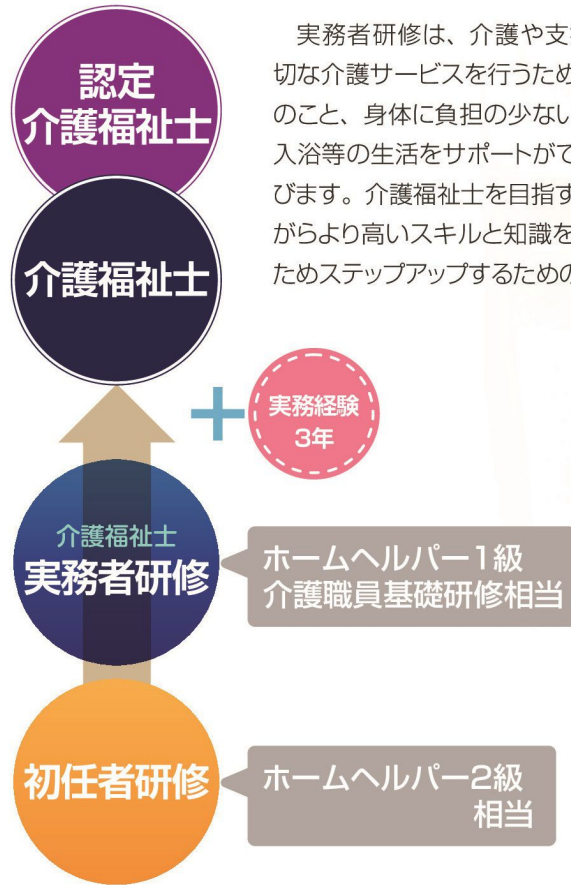 認定
介護福祉士
介護福祉士
実務者研修は、介護や支
切な介護サービスを行うため
のこと、身体に負担の少ない
入浴等の生活をサポートがで
びます。介護福祉士を目指す
がらより高いスキルと知識を
ためステップアップするための
+
実務経験
3年
介護福祉士
実務者研修
ホームヘルパー1級
介護職員基礎研修相当
初任者研修
ホームヘルパー2級
相当